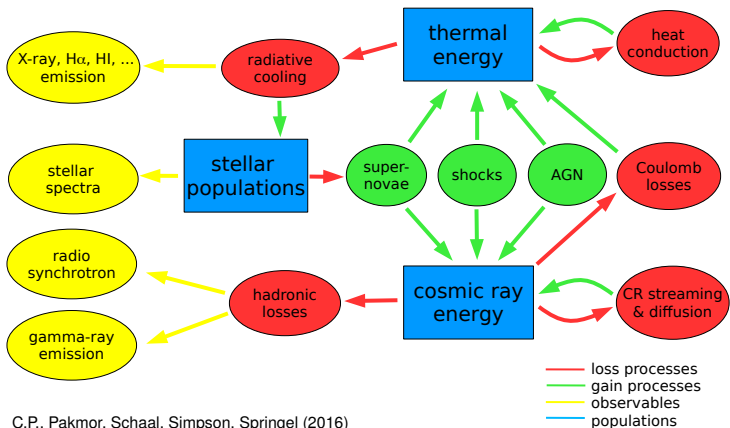 X-ray, Hα, HI, ...
emission
radiative
cooling
thermal
energy
heat
conduction
stellar
spectra
stellar
populations
super-
novae
shocks
AGN
Coulomb
losses
radio
synchrotron
gamma-ray
emission
hadronic
losses
cosmic ray
energy
CR streaming
& diffusion
loss processes
gain processes
observables
populations
C.P., Pakmor, Schaal, Simpson, Springel (2016)